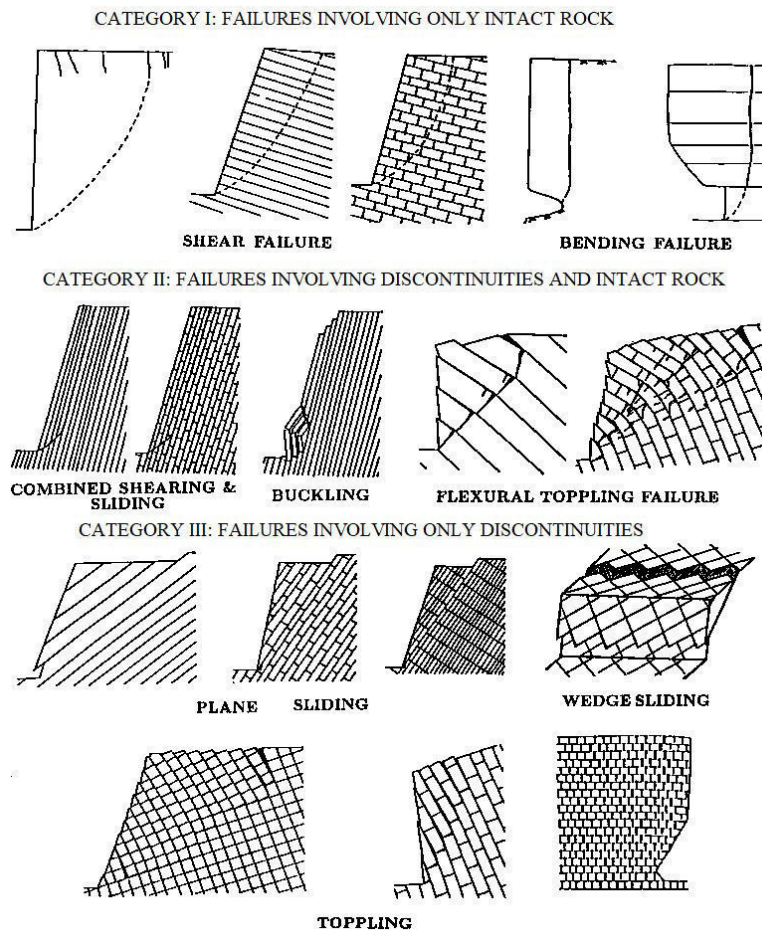 CATEGORY I: FAILURES INVOLVING ONLY INTACT ROCK
SHEAR FAILURE
BENDING FAILURE
CATEGORY II: FAILURES INVOLVING DISCONTINUITIES AND INTACT ROCK
COMBINED SHEARING &
SLIDING
BUCKLING
FLEXURAL TOPPLING FAILURE
CATEGORY III: FAILURES INVOLVING ONLY DISCONTINUITIES
PLANE SLIDING
WEDGE SLIDING
TOPPLING